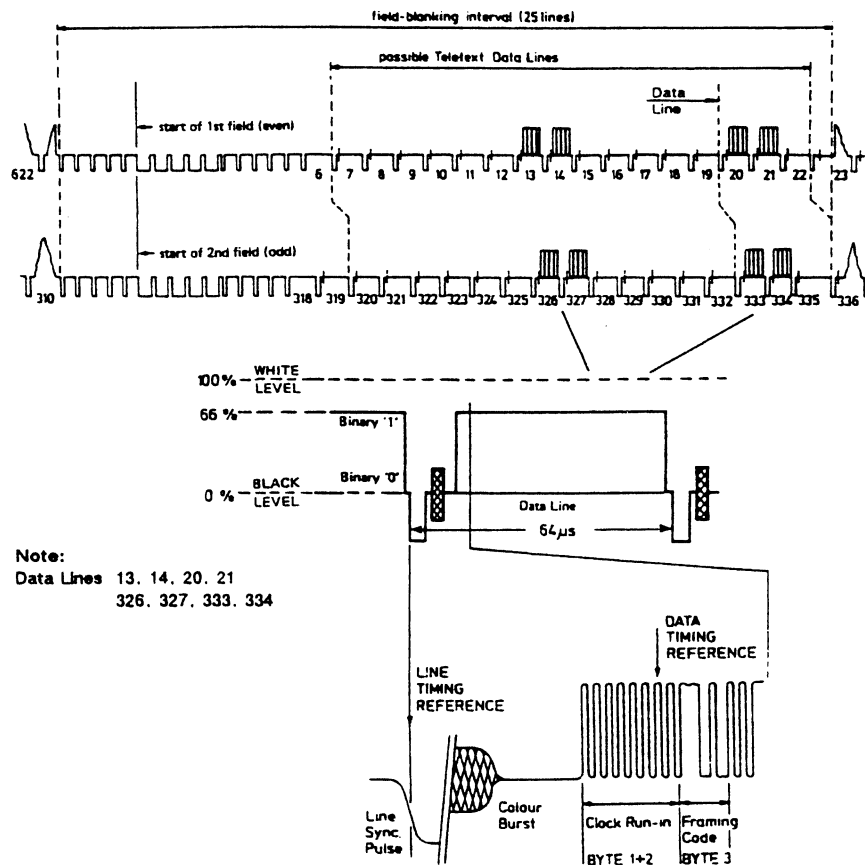 field-blanking interval (25 lines)
possible Teletext Data Lines
Data
Line
start of 1st field (even)
622 6 7 8 9 10 11 12 13 14 15 16 17 18 19 20 21 22 23
start of 2nd field (odd)
310 318 319 320 321 322 323 324 325 326 327 328 329 330 331 332 333 334 335 336
100% WHITE
LEVEL
66 %
Binary '1'
Binary '0'
0 % BLACK
LEVEL
Data Line
64μs
Note:
Data Lines 13, 14, 20, 21
326, 327, 333, 334
DATA
TIMING
REFERENCE
LINE
TIMING
REFERENCE
Line
Sync.
Pulse
Colour
Burst
Clock Run-in
BYTE 1+2
Framing
Code
BYTE 3